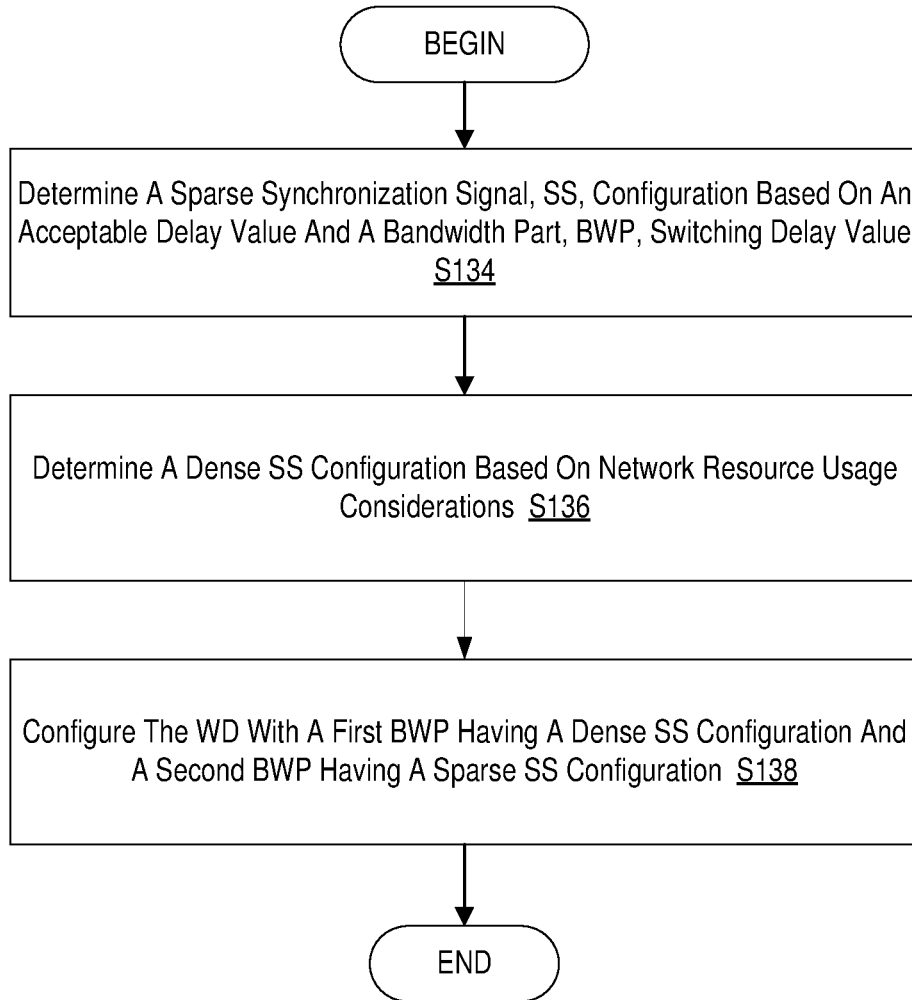 BEGIN
Determine A Sparse Synchronization Signal, SS, Configuration Based On An
Acceptable Delay Value And A Bandwidth Part, BWP, Switching Delay Value
S134
Determine A Dense SS Configuration Based On Network Resource Usage
Considerations S136
Configure The WD With A First BWP Having A Dense SS Configuration And
A Second BWP Having A Sparse SS Configuration S138
END